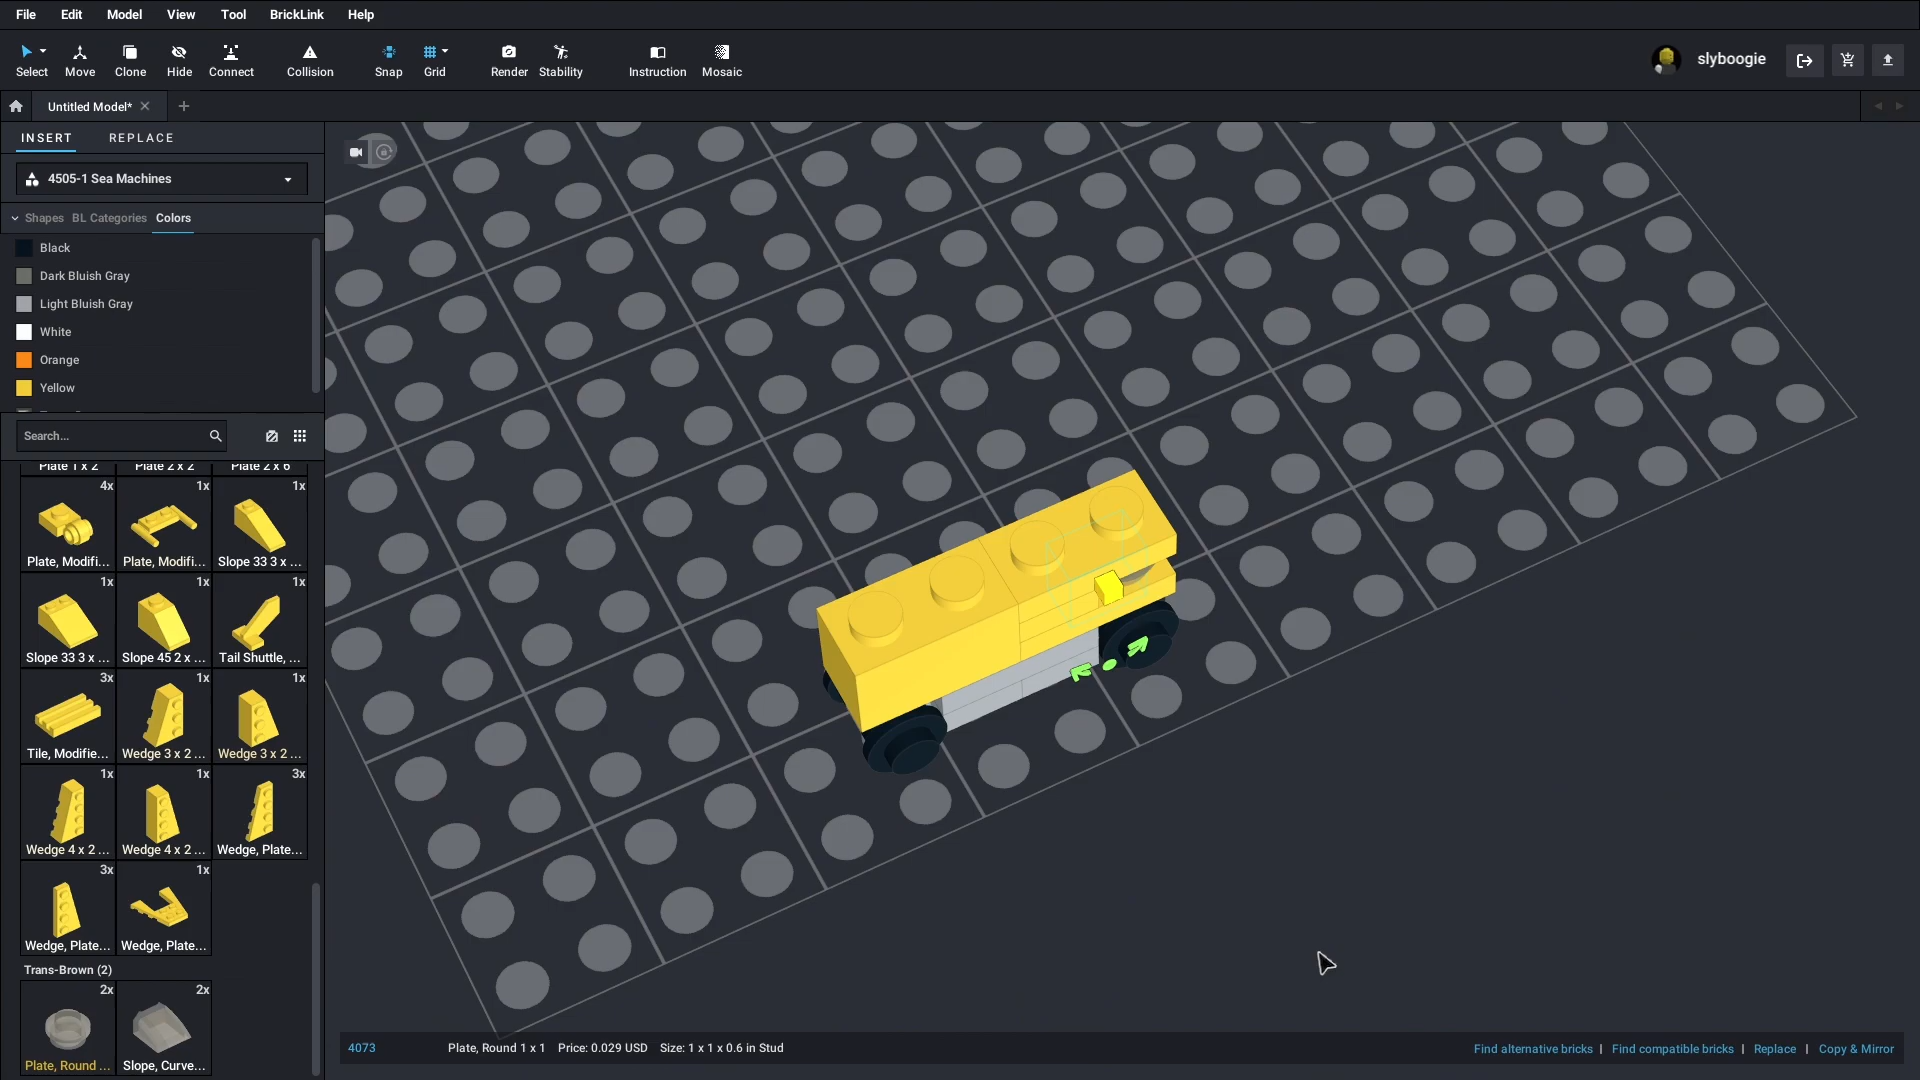 File Edit Model View Tool BrickLink Help
Select Move Clone Hide Connect Collision Snap Grid Render Stability Instruction Mosaic
slyboogie
Untitled Model*
INSERT REPLACE
4505-1 Sea Machines
Shapes BL Categories Colors
Black
Dark Bluish Gray
Light Bluish Gray
White
Orange
Yellow
Search...
Plate 1 x 2 Plate 2 x 2 Plate 2 x 6
4x 1x 1x
Plate, Modifi... Plate, Modifi... Slope 33 3 x ...
1x 1x 1x
Slope 33 3 x ... Slope 45 2 x ... Tail Shuttle, ...
3x 1x 1x
Tile, Modifie... Wedge 3 x 2 ... Wedge 3 x 2 ...
1x 1x 3x
Wedge 4 x 2 ... Wedge 4 x 2 ... Wedge, Plate...
3x 1x
Wedge, Plate... Wedge, Plate...
Trans-Brown (2)
2x 2x
Plate, Round ... Slope, Curve...
4073 Plate, Round 1 x 1 Price: 0.029 USD Size: 1 x 1 x 0.6 in Stud Find alternative bricks | Find compatible bricks | Replace | Copy & Mirror